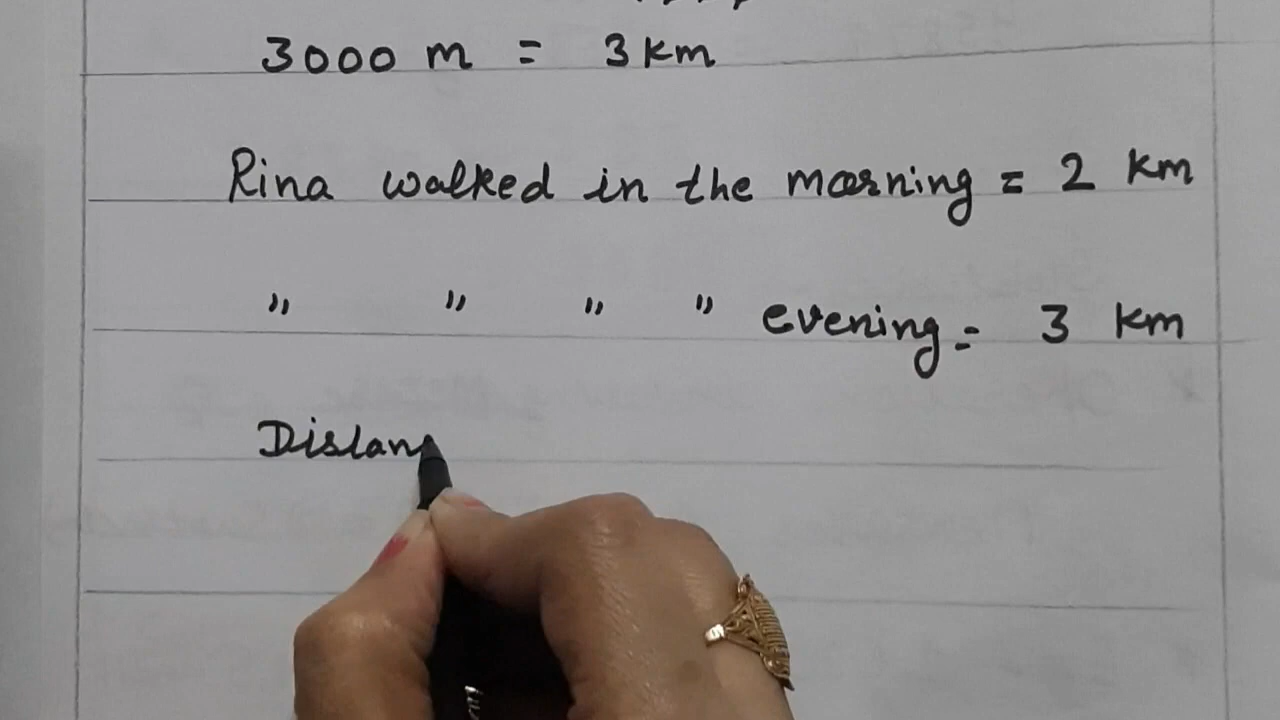 3000 m = 3 km
Rina walked in the morning = 2 km
" " " " evening = 3 km
Distan